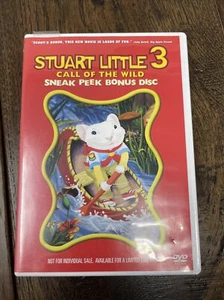 STUART LITTLE 3
CALL OF THE WILD
SNEAK PEEK BONUS DISC
NOT FOR INDIVIDUAL SALE. AVAILABLE FOR A LIMITED
DVD